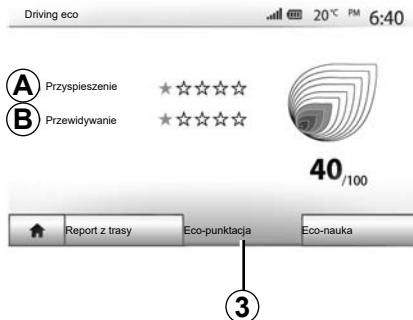 Driving eco 20°C PM 6:40
A Przyspieszenie
B Przewidywanie
40/100
Report z trasy Eco-punktacja Eco-nauka
3